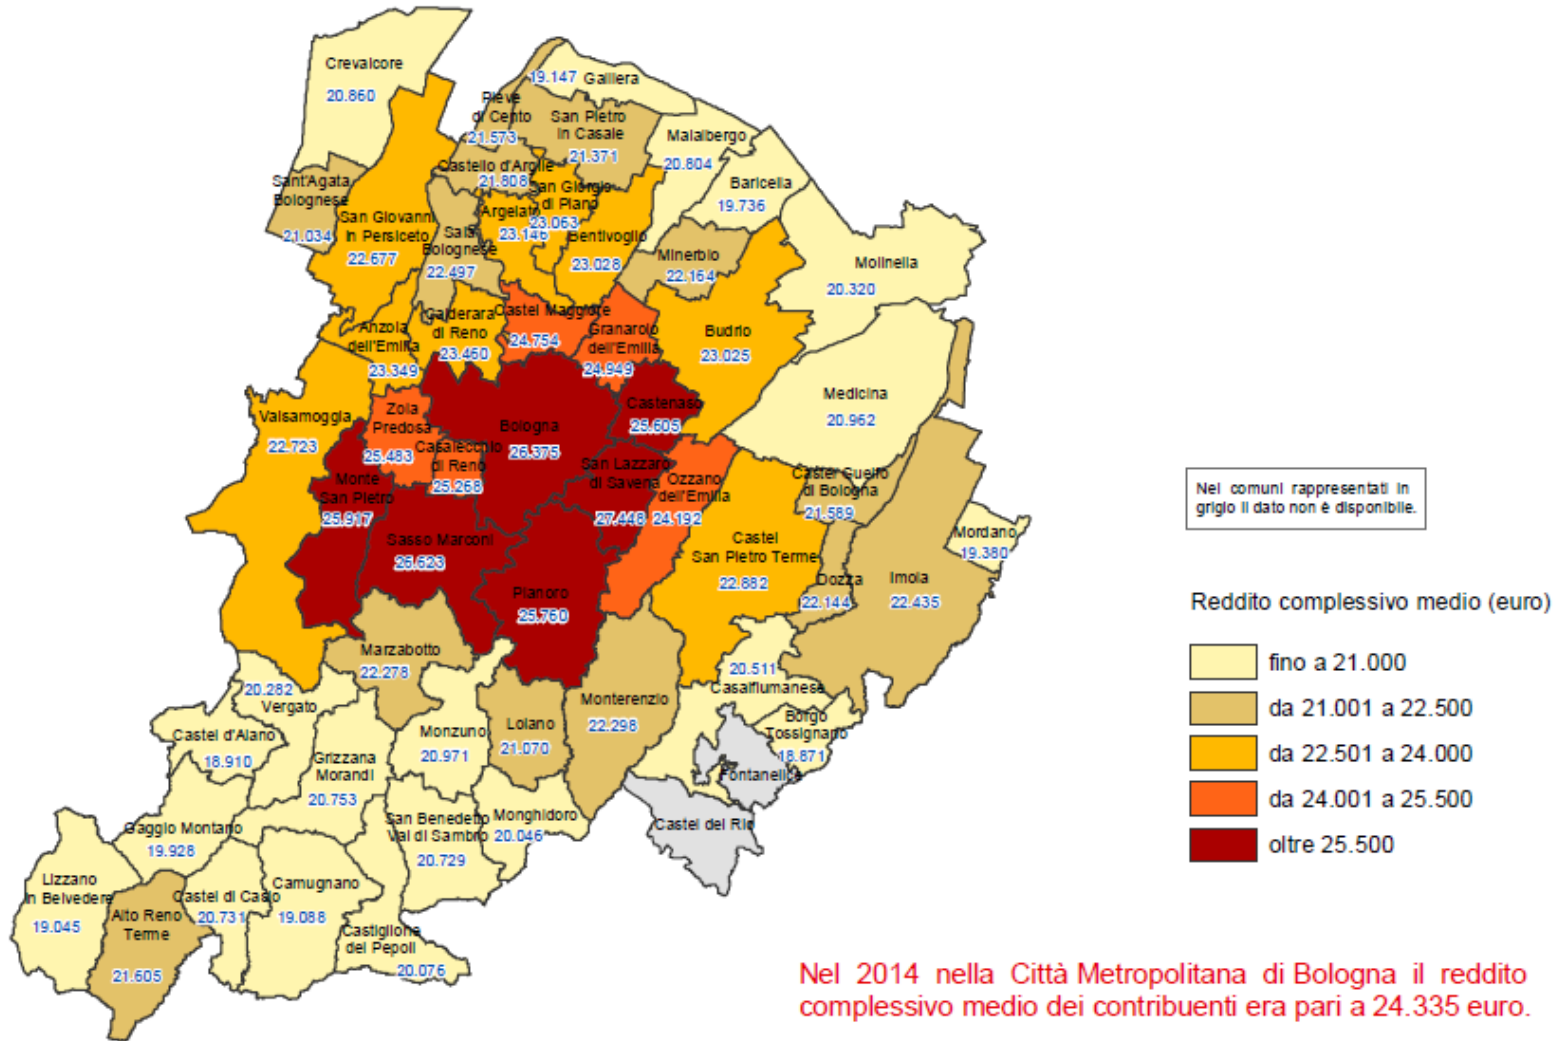 Crevalcore
20.860
19.147 Galliera
Pieve
di Cento
21.573
San Pietro
in Casale
21.371
Malalbergo
20.804
Baricella
19.736
Sant'Agata
Bolognese
21.034
San Giovanni
in Persiceto
22.677
Castello d'Argile
21.808
San Giorgio
di Piano
23.063
Argelato
23.146
Sala
Bolognese
22.497
Bentivoglio
23.028
Minerbio
22.164
Molinella
20.320
Anzola
dell'Emilia
23.349
Calderara
di Reno
23.460
Castel Maggiore
24.754
Granarolo
dell'Emilia
24.949
Budrio
23.025
Medicina
20.962
Valsamoggia
22.723
Zola
Predosa
25.483
Casalecchio
di Reno
25.268
Bologna
26.375
Castenaso
25.605
Monte
San Pietro
25.917
San Lazzaro
di Savena
27.448
Ozzano
dell'Emilia
24.192
Castel Guelfo
di Bologna
21.589
Nei comuni rappresentati in
grigio il dato non è disponibile.
Sasso Marconi
26.623
Castel
San Pietro Terme
22.882
Mordano
19.380
Pianoro
25.760
Dozza
22.144
Imola
22.435
Reddito complessivo medio (euro)
fino a 21.000
da 21.001 a 22.500
da 22.501 a 24.000
da 24.001 a 25.500
oltre 25.500
Marzabotto
22.278
20.282
Vergato
20.511
Casalfiumanese
Castel d'Aiano
18.910
Monzuno
20.971
Loiano
21.070
Monterenzio
22.298
Borgo
Tossignano
18.871
Grizzana
Morandi
20.753
Fontanelice
Gaggio Montano
19.928
San Benedetto
Val di Sambro
20.729
Monghidoro
20.046
Castel del Rio
Lizzano
in Belvedere
19.045
Alto Reno
Terme
21.605
Castel di Casio
20.731
Camugnano
19.088
Castiglione
dei Pepoli
20.076
Nel 2014 nella Città Metropolitana di Bologna il reddito
complessivo medio dei contribuenti era pari a 24.335 euro.